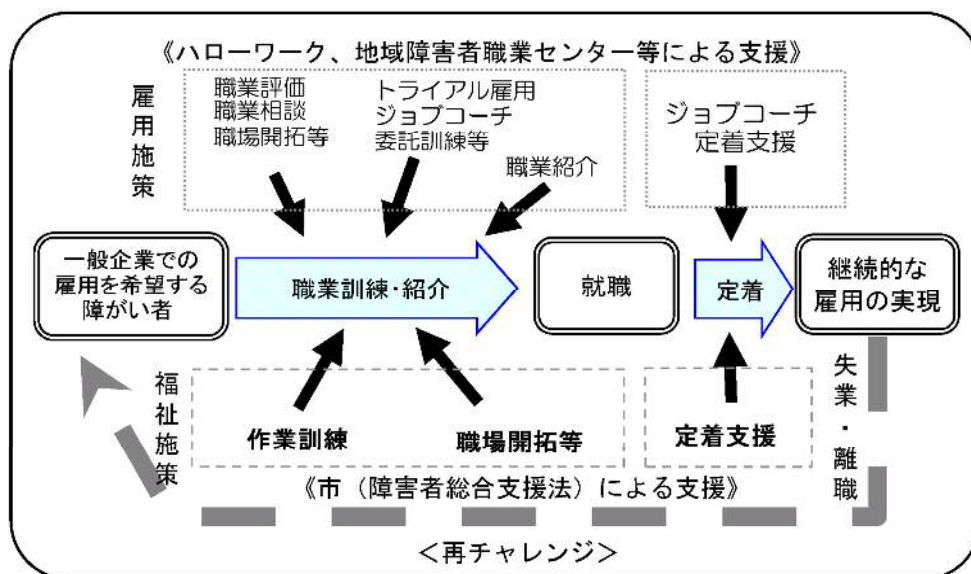 《ハローワーク、地域障害者職業センター等による支援》
雇用施策
職業評価
職業相談
職場開拓等
トライアル雇用
ジョブコーチ
委託訓練等
職業紹介
ジョブコーチ
定着支援
一般企業での
雇用を希望する
障がい者
職業訓練・紹介
就職
定着
継続的な
雇用の実現
福祉施策
作業訓練
職場開拓等
定着支援
失業・離職
《市（障害者総合支援法）による支援》
＜再チャレンジ＞